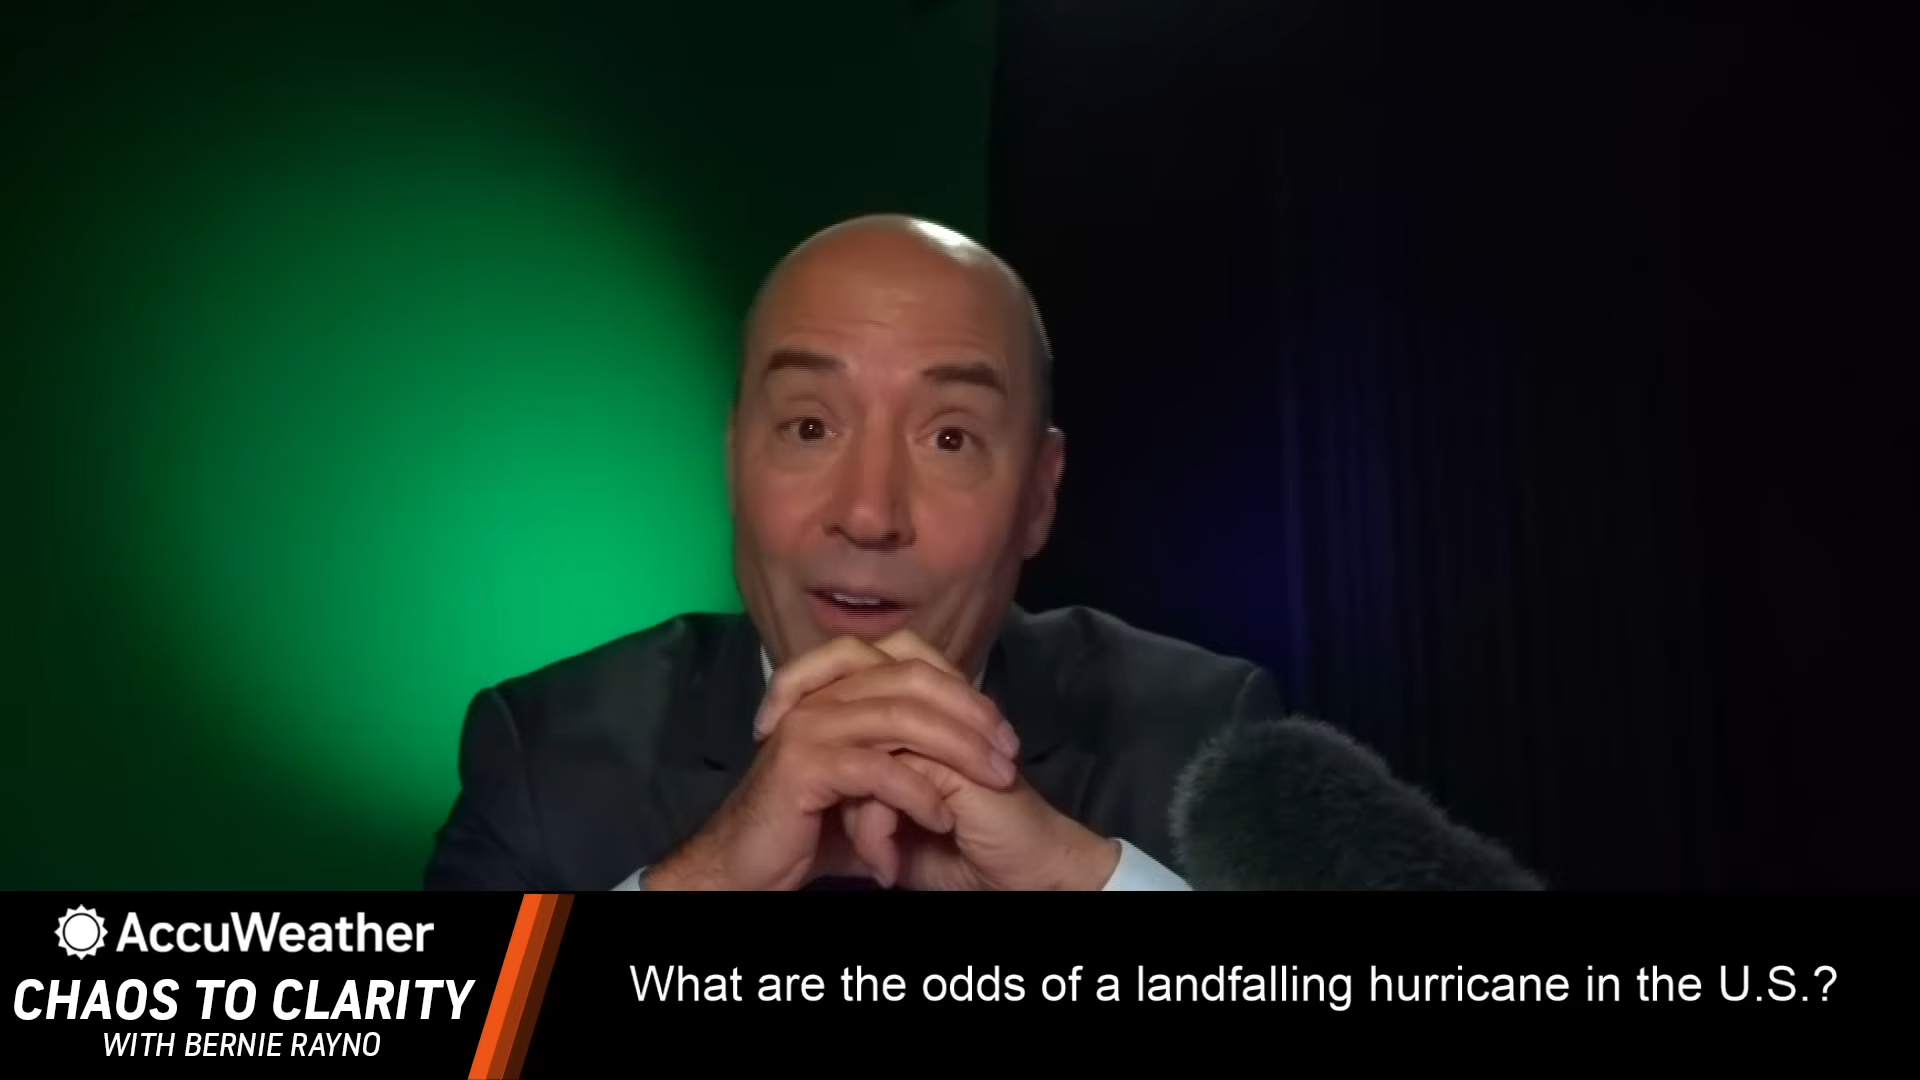 AccuWeather
CHAOS TO CLARITY
WITH BERNIE RAYNO
What are the odds of a landfalling hurricane in the U.S.?